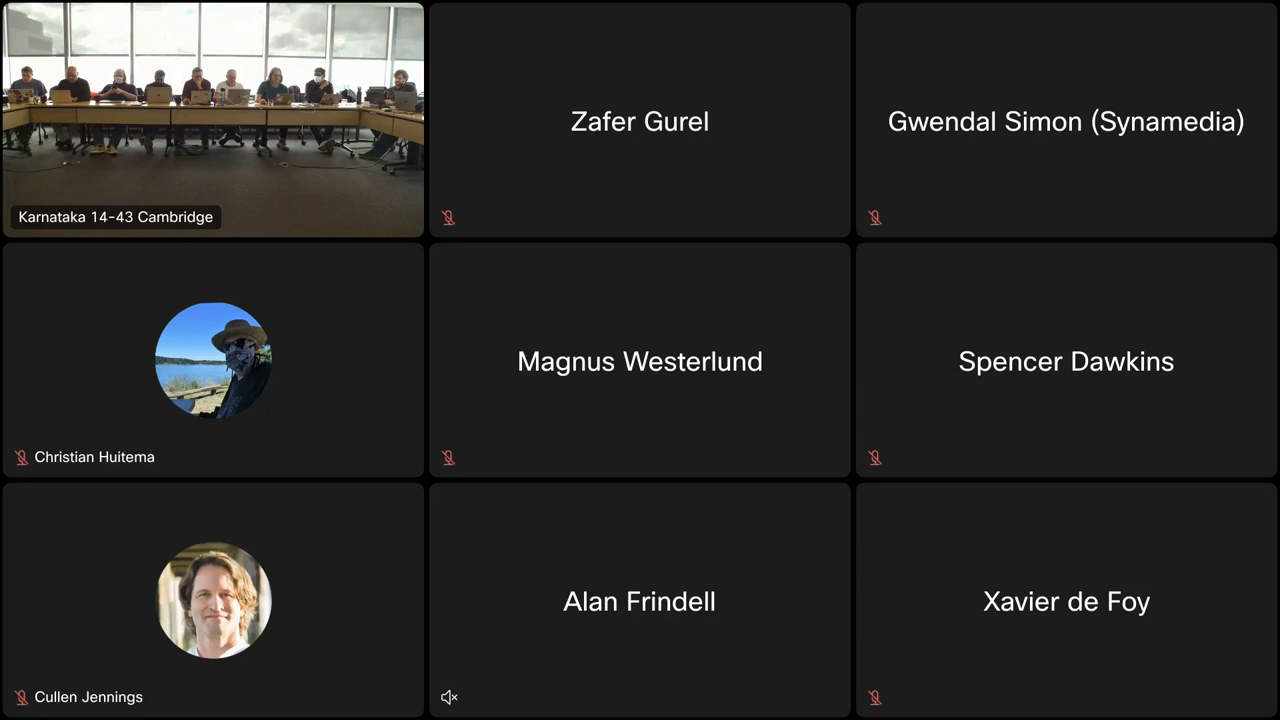 Karnataka 14-43 Cambridge
Zafer Gurel
Gwendal Simon (Synamedia)
Christian Huitema
Magnus Westerlund
Spencer Dawkins
Cullen Jennings
Alan Frindell
Xavier de Foy